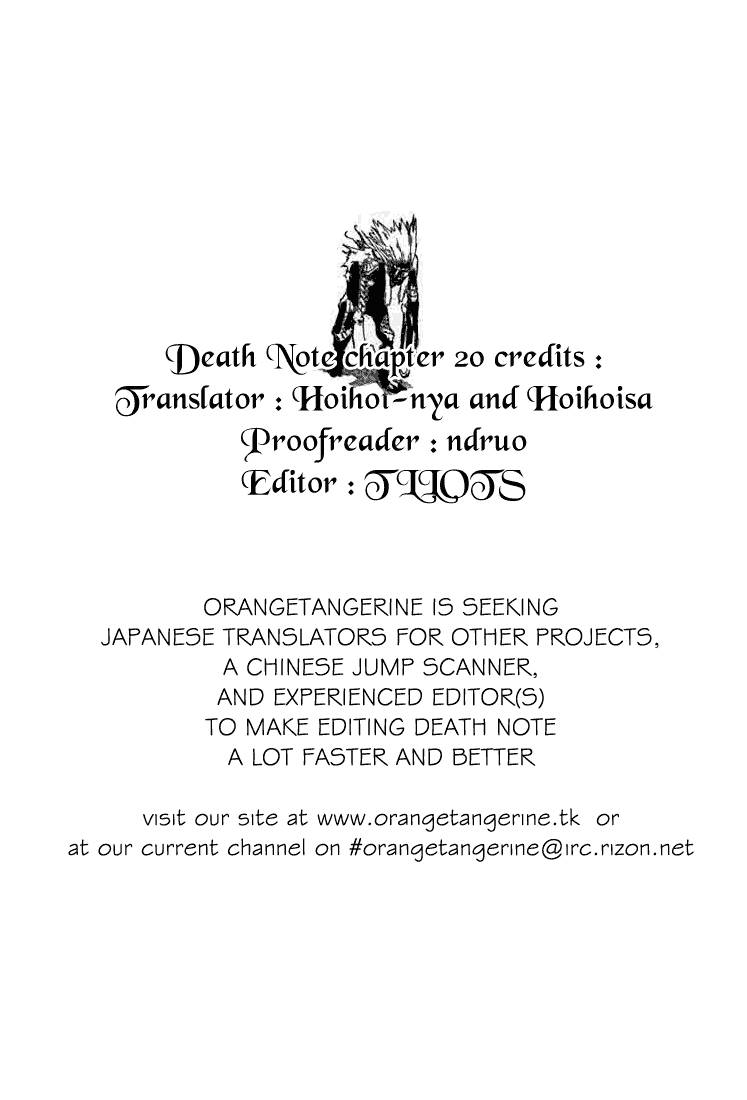 Death Note chapter 20 credits :
Translator : Hoihoi-nya and Hoihoisa
Proofreader : ndruo
Editor : TLLOTS
ORANGETANGERINE IS SEEKING
JAPANESE TRANSLATORS FOR OTHER PROJECTS,
A CHINESE JUMP SCANNER,
AND EXPERIENCED EDITOR(S)
TO MAKE EDITING DEATH NOTE
A LOT FASTER AND BETTER
visit our site at www.orangetangerine.tk or
at our current channel on #orangetangerine@irc.rizon.net